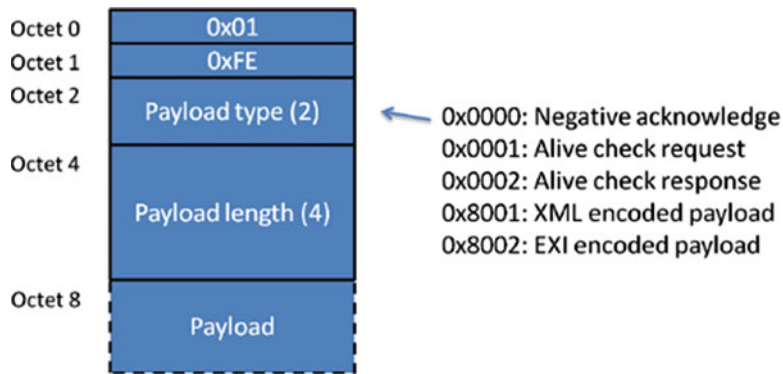 Octet 0
0x01
Octet 1
0xFE
Octet 2
Payload type (2)
0x0000: Negative acknowledge
0x0001: Alive check request
0x0002: Alive check response
0x8001: XML encoded payload
0x8002: EXI encoded payload
Octet 4
Payload length (4)
Octet 8
Payload